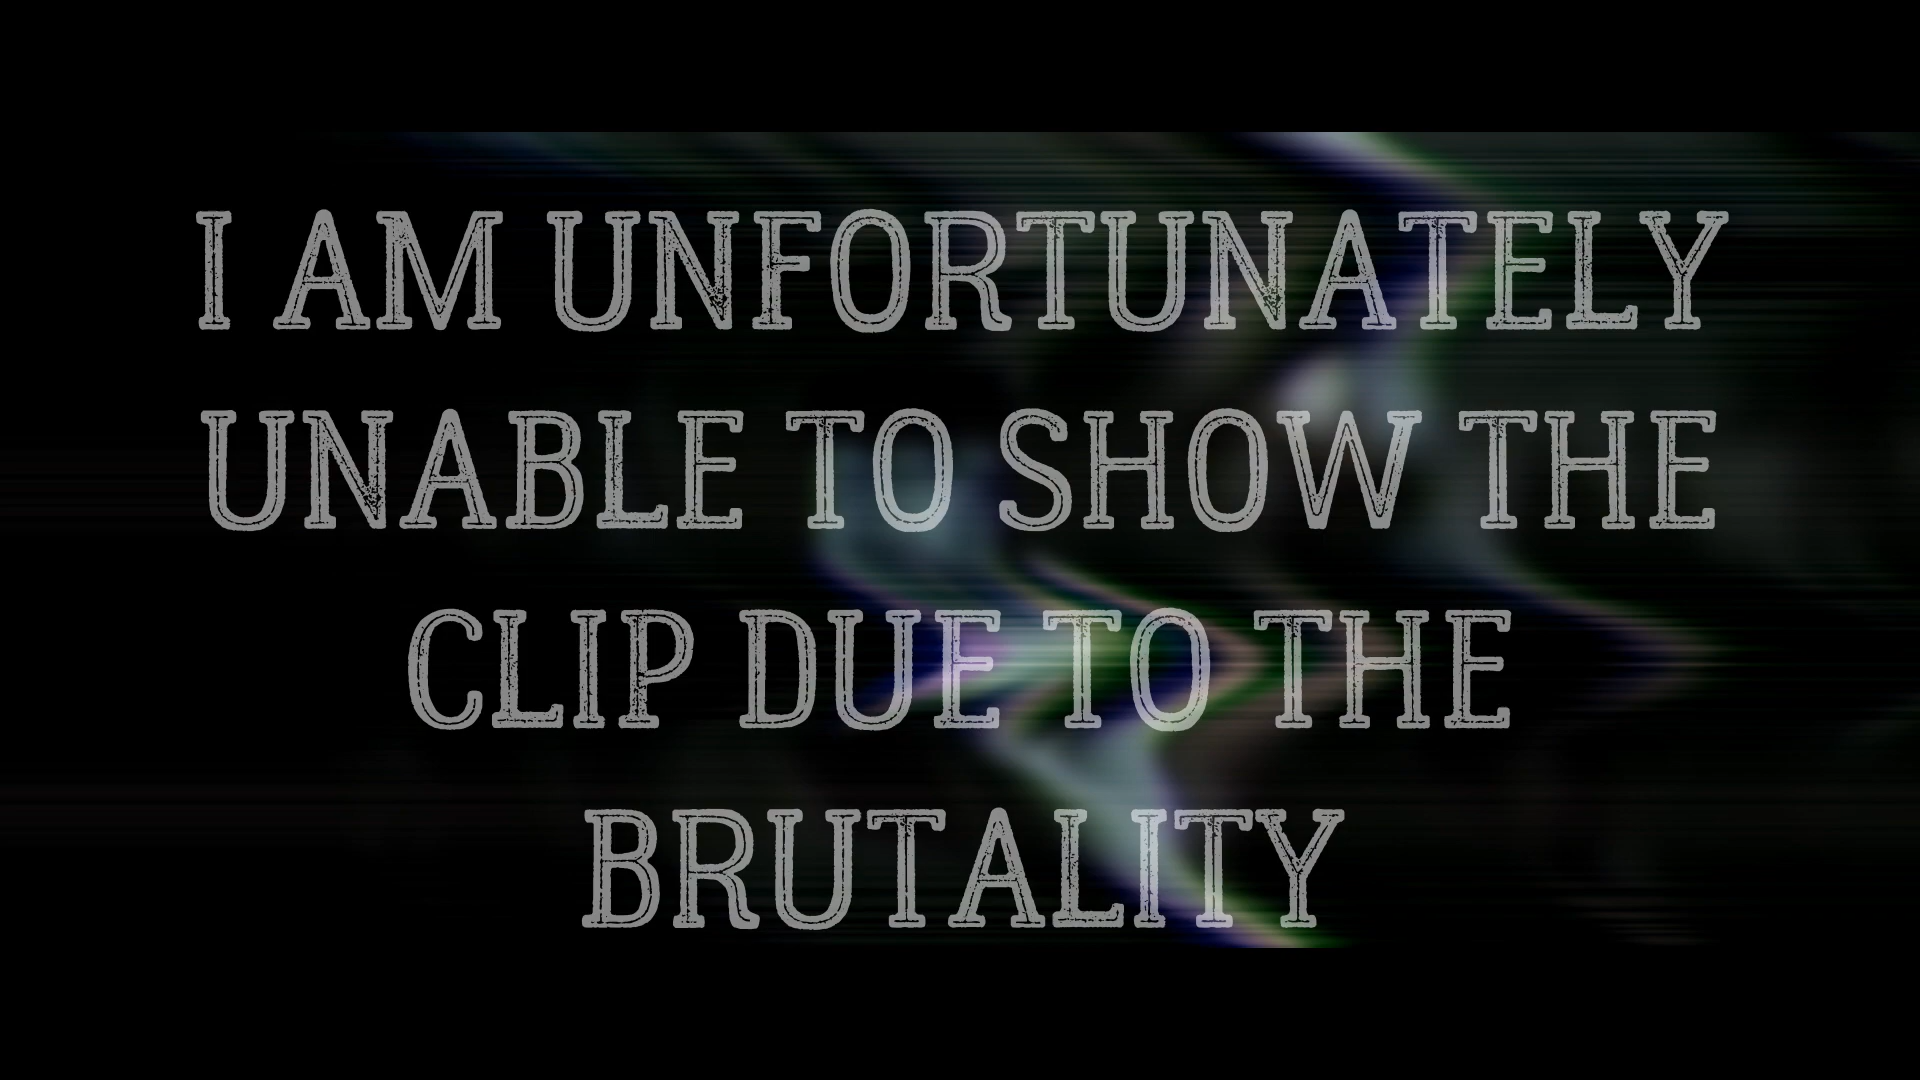 I AM UNFORTUNATELY
UNABLE TO SHOW THE
CLIP DUE TO THE
BRUTALITY